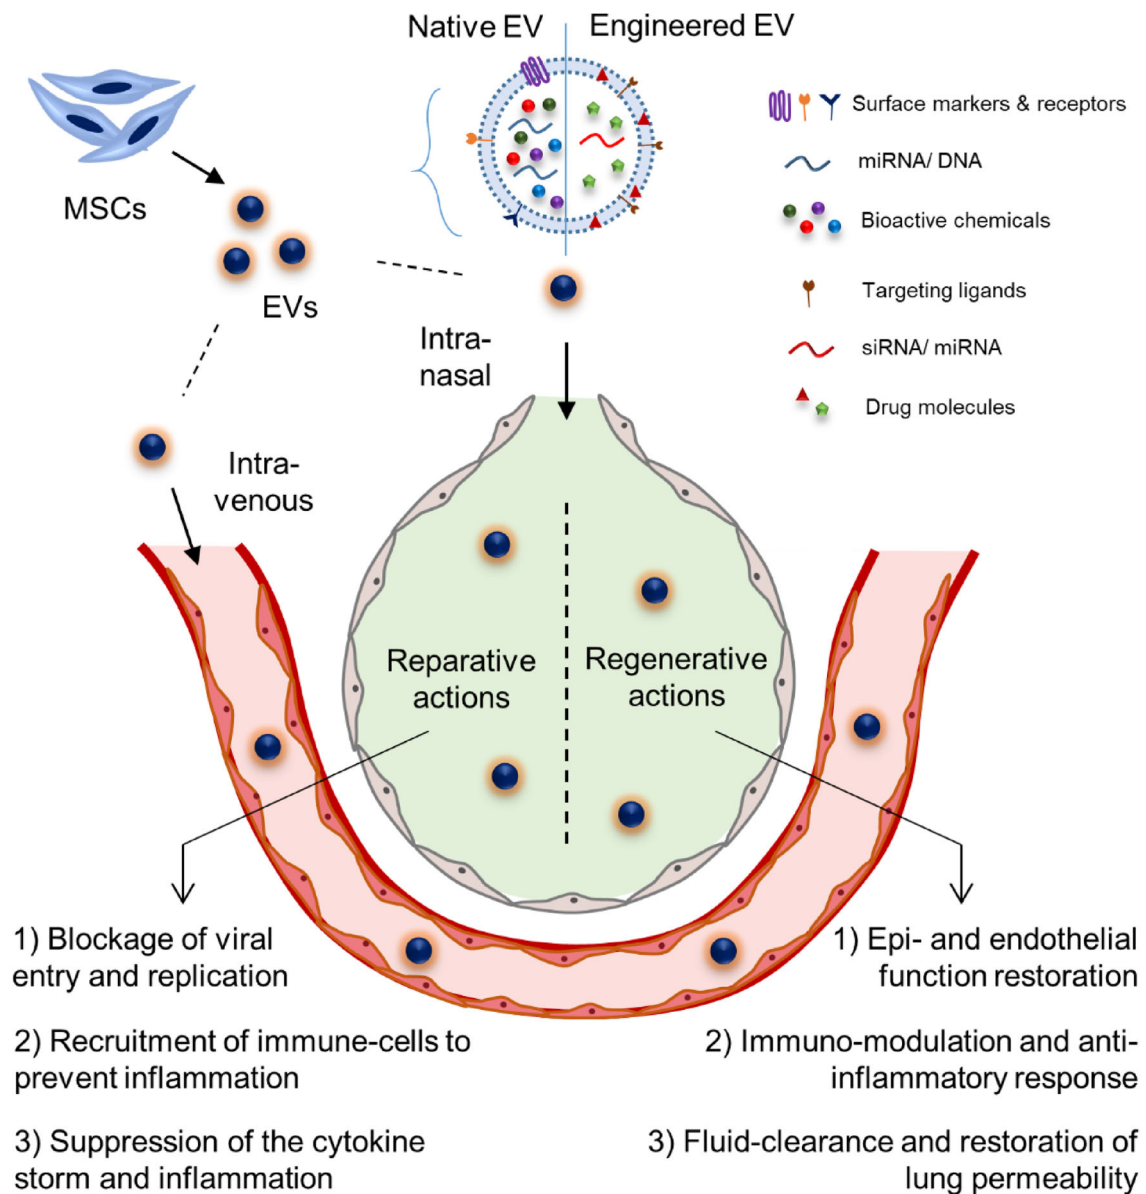 Native EV
Engineered EV
MSCs
EVs
Surface markers & receptors
miRNA/ DNA
Bioactive chemicals
Targeting ligands
siRNA/ miRNA
Drug molecules
Intra-
nasal
Intra-
venous
Reparative
actions
Regenerative
actions
1) Blockage of viral
entry and replication
2) Recruitment of immune-cells to
prevent inflammation
3) Suppression of the cytokine
storm and inflammation
1) Epi- and endothelial
function restoration
2) Immuno-modulation and anti-
inflammatory response
3) Fluid-clearance and restoration of
lung permeability